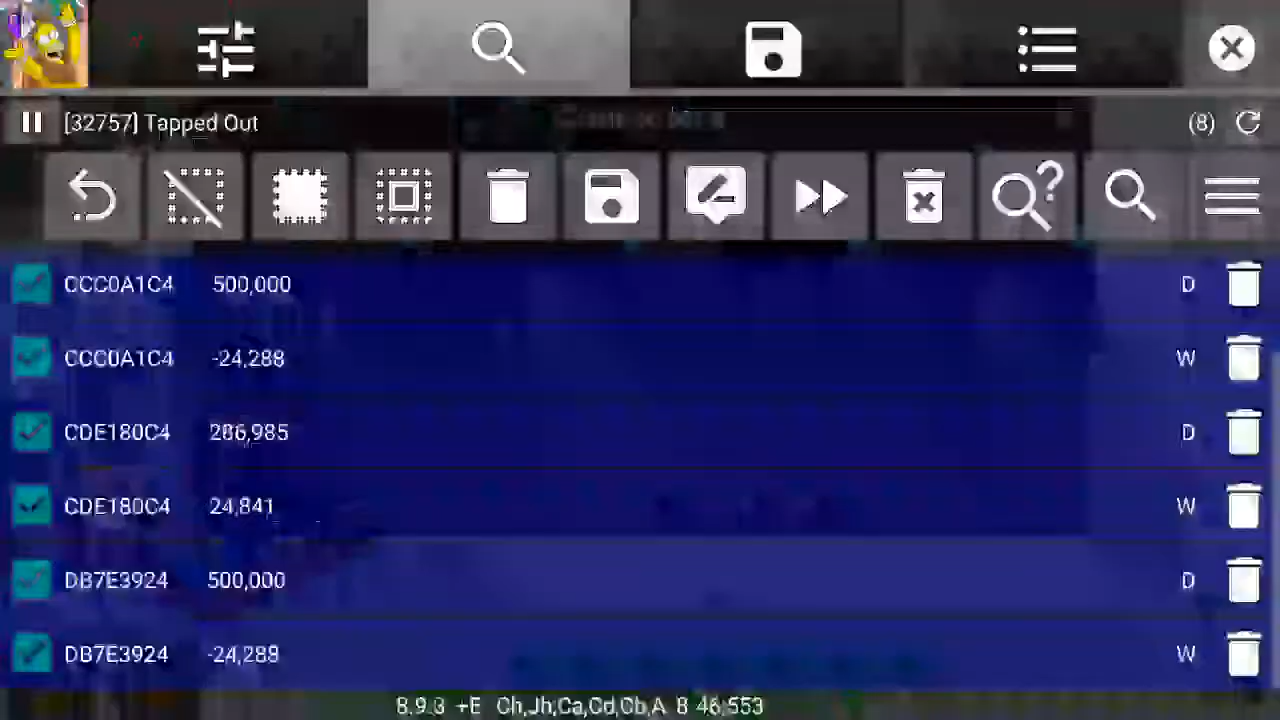 [32757] Tapped Out (8)
CCC0A1C4 500,000 D
CCC0A1C4 -24,288 W
CDE180C4 286,985 D
CDE180C4 24,841 W
DB7E3924 500,000 D
DB7E3924 -24,288 W
8.9.3 +E Ch,Jh,Ca,Cd,Cb,A 8 46,553